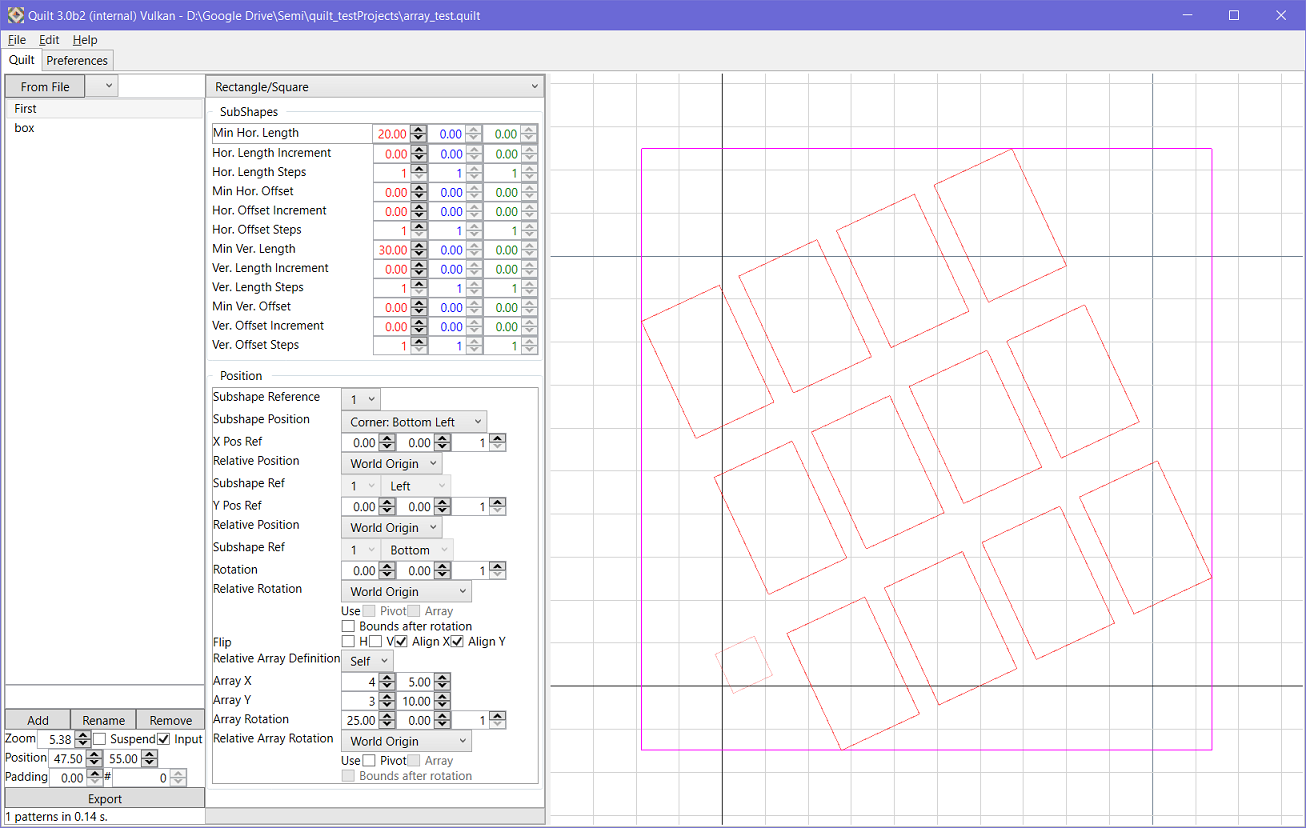 Quilt 3.0b2 (internal) Vulkan - D:\Google Drive\Semi\quilt_testProjects\array_test.quilt
File Edit Help
Quilt Preferences
From File
First
box
Rectangle/Square
SubShapes
Min Hor. Length 20.00 0.00 0.00
Hor. Length Increment 0.00 0.00 0.00
Hor. Length Steps 1 1 1
Min Hor. Offset 0.00 0.00 0.00
Hor. Offset Increment 0.00 0.00 0.00
Hor. Offset Steps 1 1 1
Min Ver. Length 30.00 0.00 0.00
Ver. Length Increment 0.00 0.00 0.00
Ver. Length Steps 1 1 1
Min Ver. Offset 0.00 0.00 0.00
Ver. Offset Increment 0.00 0.00 0.00
Ver. Offset Steps 1 1 1
Position
Subshape Reference 1
Subshape Position Corner: Bottom Left
X Pos Ref 0.00 0.00 1
Relative Position World Origin
Subshape Ref 1 Left
Y Pos Ref 0.00 0.00 1
Relative Position World Origin
Subshape Ref 1 Bottom
Rotation 0.00 0.00 1
Relative Rotation World Origin
Use Pivot Array
Bounds after rotation
Flip H V Align X Align Y
Relative Array Definition Self
Array X 4 5.00
Array Y 3 10.00
Array Rotation 25.00 0.00 1
Relative Array Rotation World Origin
Use Pivot Array
Bounds after rotation
Add Rename Remove
Zoom 5.38 Suspend Input
Position 47.50 55.00
Padding 0.00 # 0
Export
1 patterns in 0.14 s.